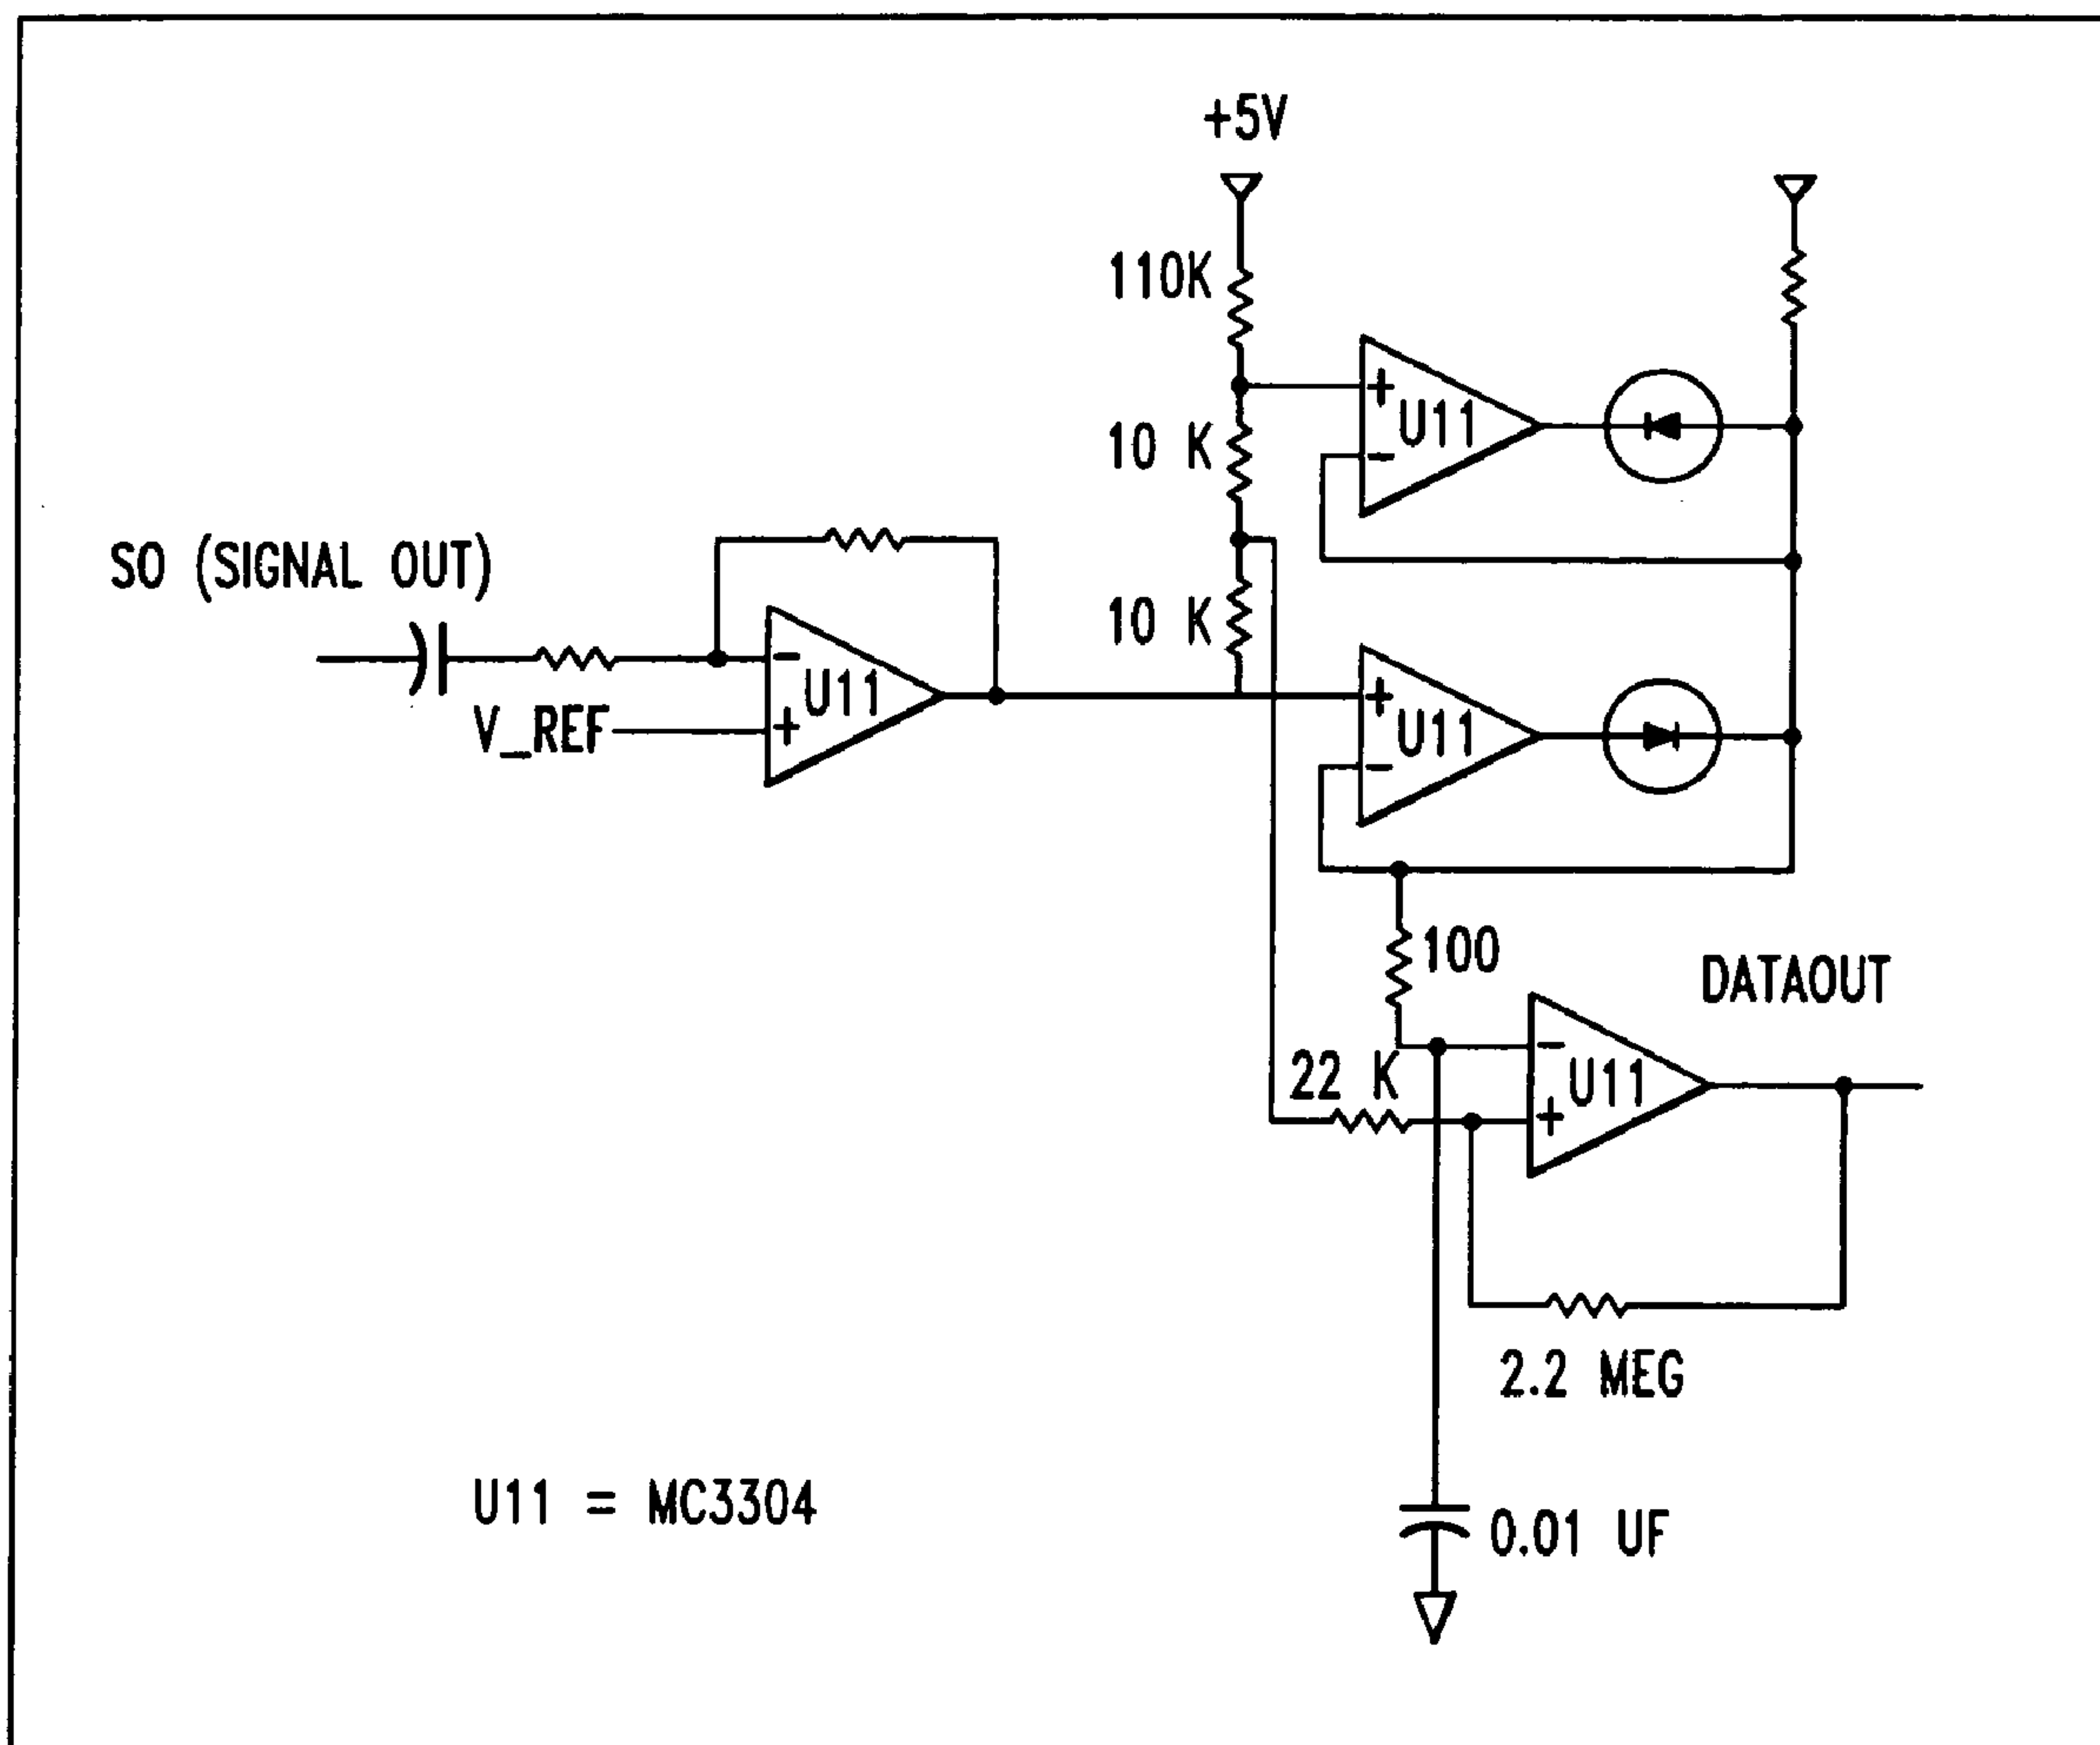 +5V
110K
+
U11
-
10 K
SO (SIGNAL OUT)
10 K
-
U11
+
V_REF
+
U11
-
100
DATAOUT
-
22 K
U11
+
2.2 MEG
U11 = MC3304
0.01 UF